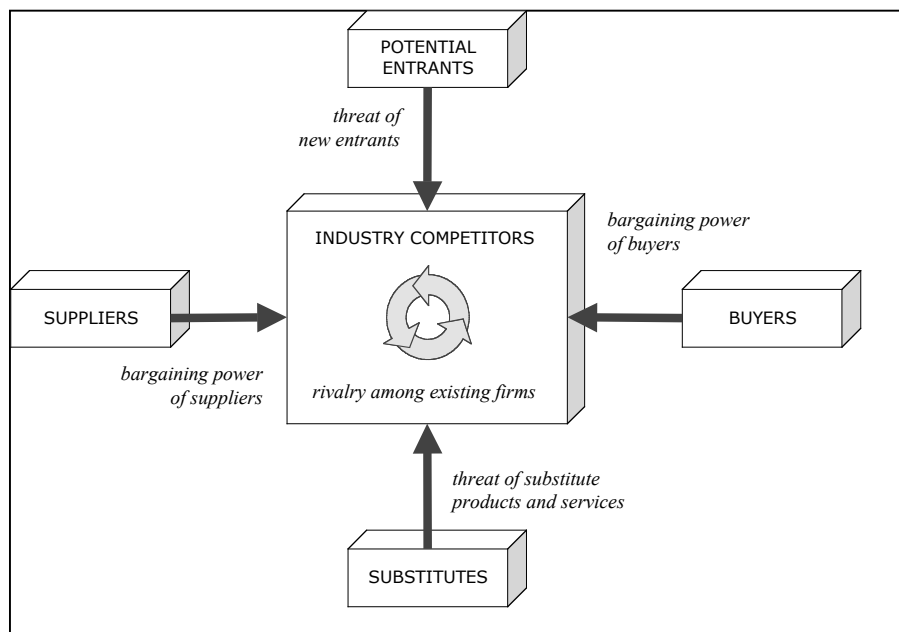 POTENTIAL
ENTRANTS
threat of
new entrants
INDUSTRY COMPETITORS
bargaining power
of buyers
SUPPLIERS
BUYERS
bargaining power
of suppliers
rivalry among existing firms
threat of substitute
products and services
SUBSTITUTES